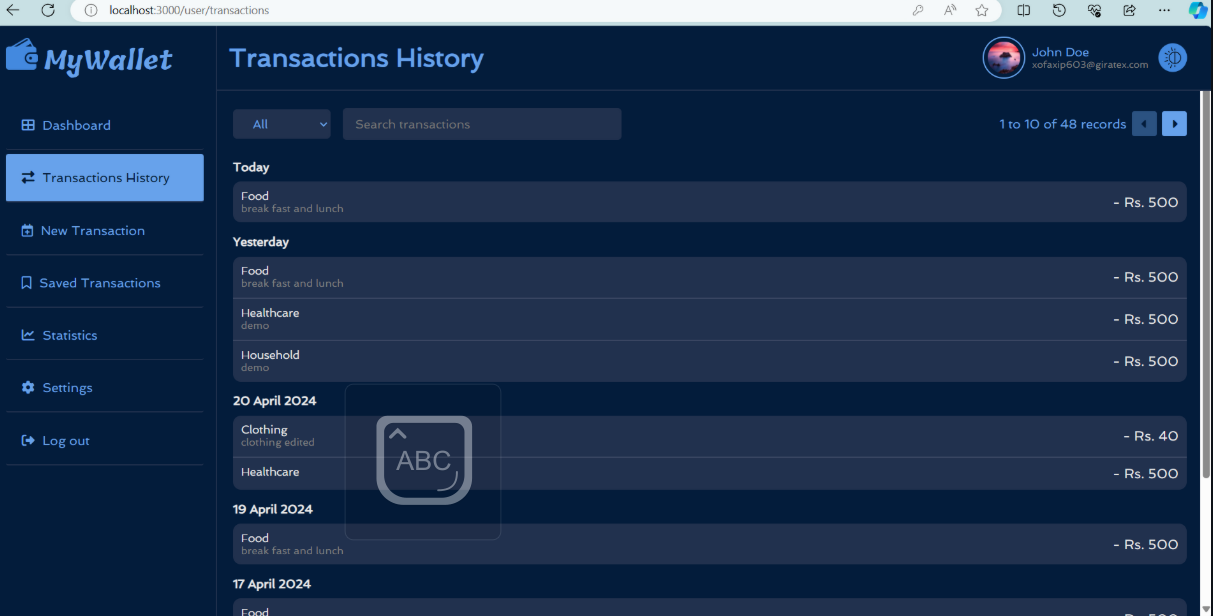 localhost:3000/user/transactions
MyWallet
Transactions History
John Doe
xofaxip603@giratex.com
Dashboard
Transactions History
New Transaction
Saved Transactions
Statistics
Settings
Log out
All
Search transactions
1 to 10 of 48 records
Today
Food
break fast and lunch
- Rs. 500
Yesterday
Food
break fast and lunch
- Rs. 500
Healthcare
demo
- Rs. 500
Household
demo
- Rs. 500
20 April 2024
Clothing
clothing edited
- Rs. 40
Healthcare
- Rs. 500
ABC
19 April 2024
Food
break fast and lunch
- Rs. 500
17 April 2024
Food